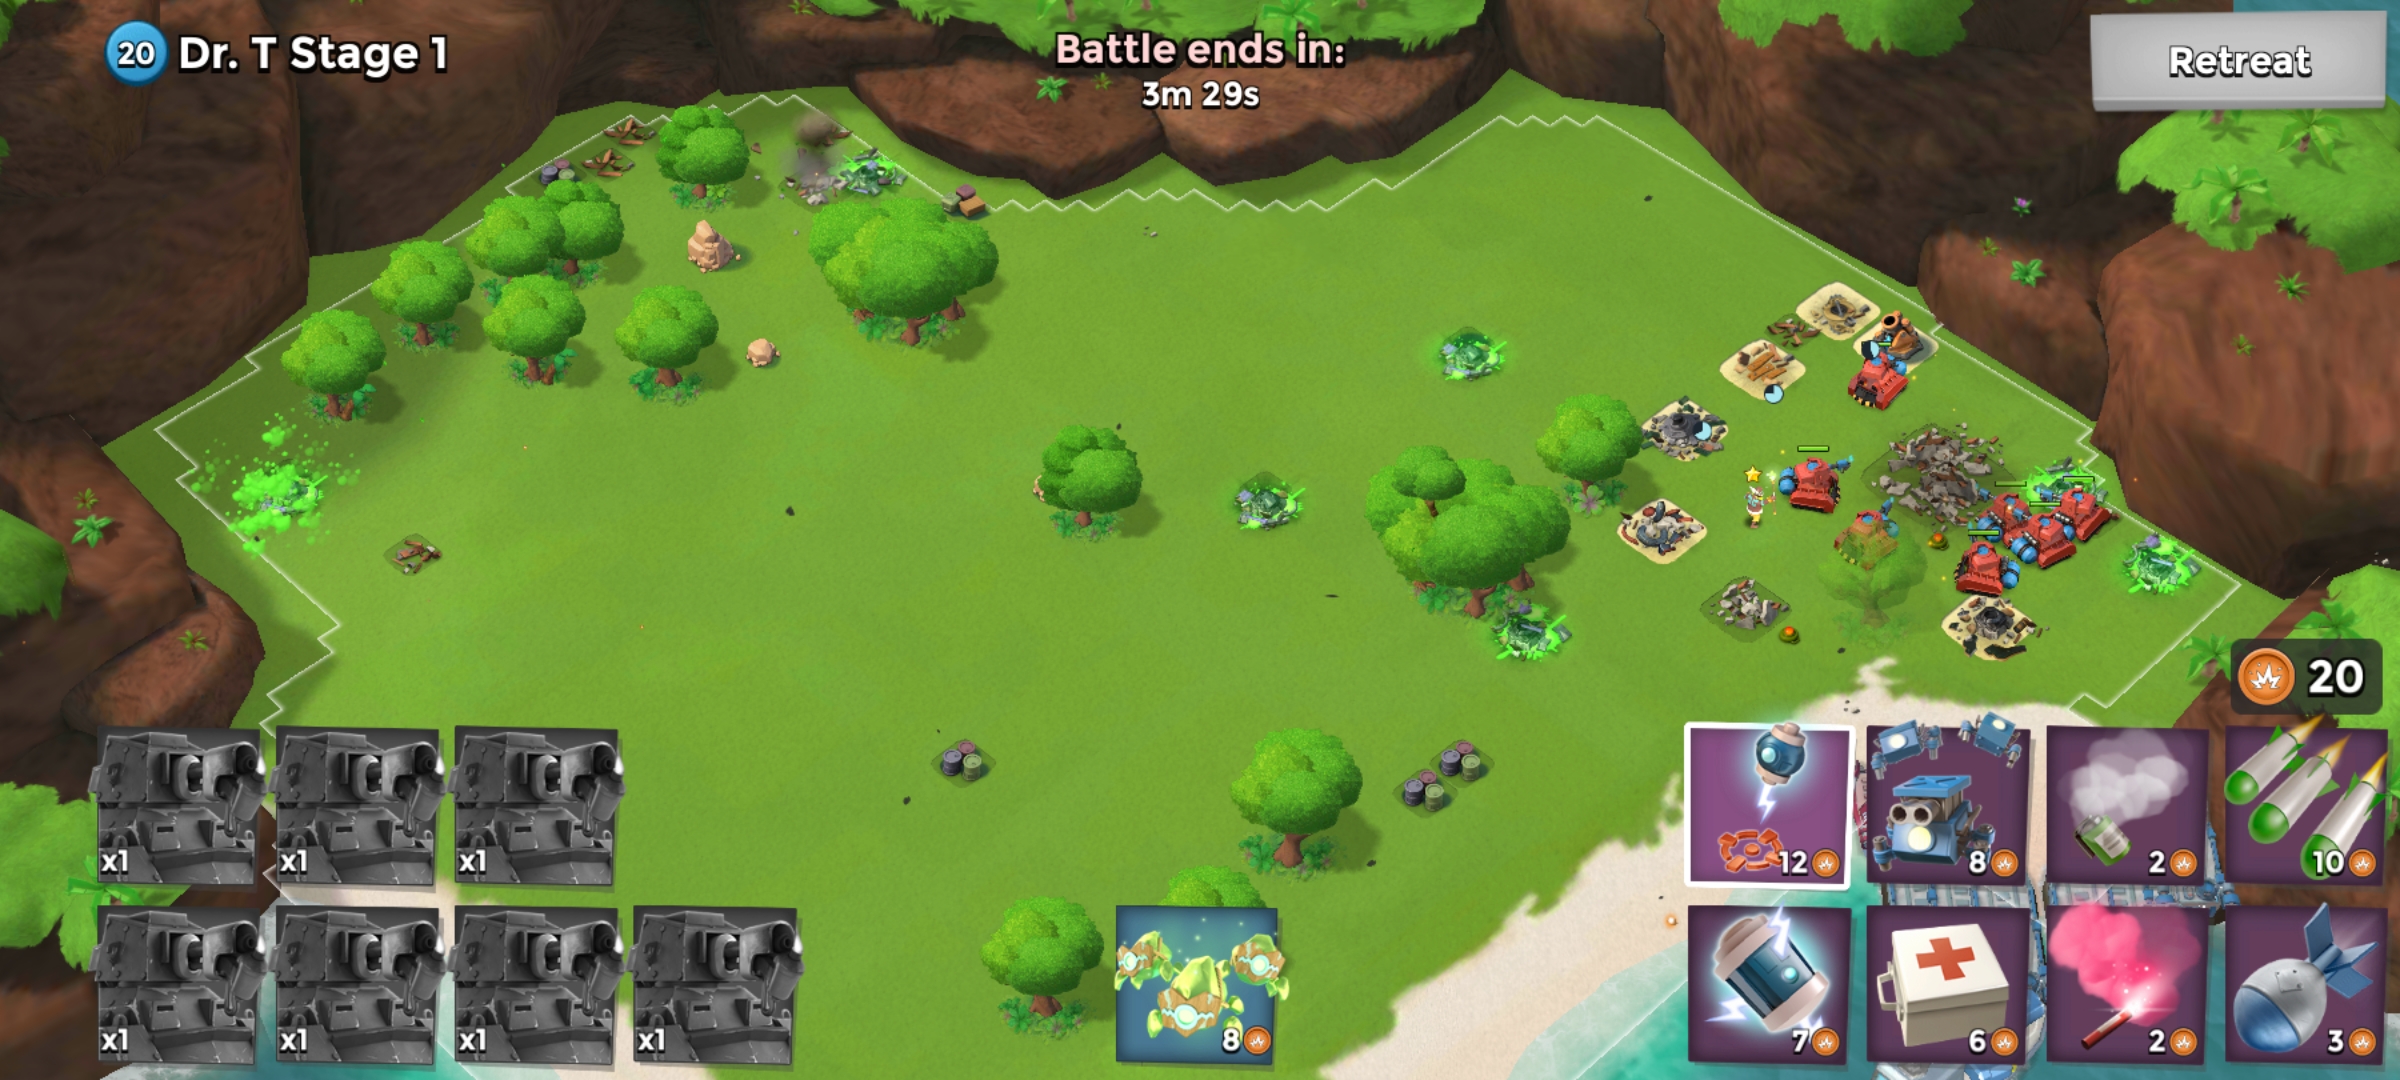 20 Dr. T Stage 1
Battle ends in:
3m 29s
Retreat
20
x1 x1 x1
12 8 2 10
x1 x1 x1 x1
8
7 6 2 3